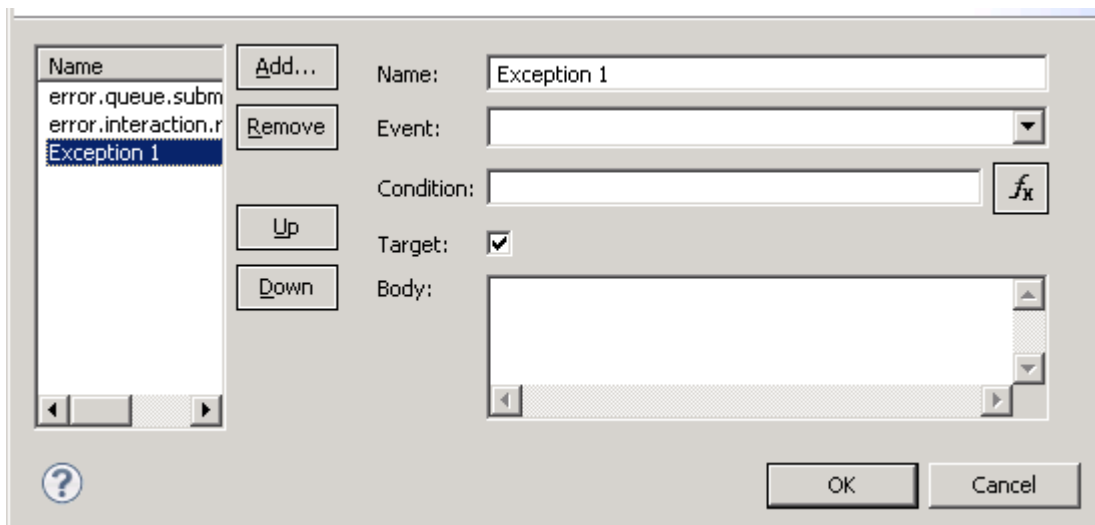 Name
error.queue.subm
error.interaction.r
Exception 1
Add...
Remove
Up
Down
Name: Exception 1
Event:
Condition:
fx
Target:
Body:
?
OK
Cancel